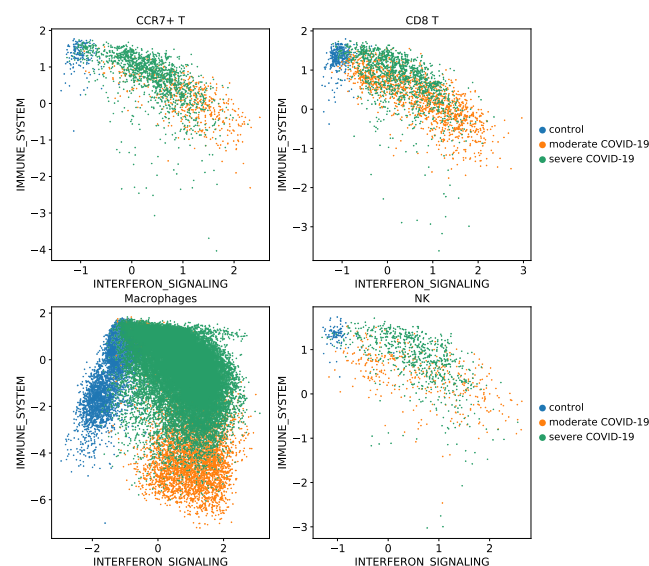 CCR7+ T
CD8 T
2
1
0
−1
−2
−3
−4
IMMUNE_SYSTEM
−1
0
1
2
INTERFERON_SIGNALING
2
1
0
−1
−2
−3
IMMUNE_SYSTEM
−1
0
1
2
3
INTERFERON_SIGNALING
control
moderate COVID-19
severe COVID-19
Macrophages
NK
2
0
−2
−4
−6
IMMUNE_SYSTEM
−2
0
2
INTERFERON_SIGNALING
1
0
−1
−2
−3
IMMUNE_SYSTEM
−1
0
1
2
INTERFERON_SIGNALING
control
moderate COVID-19
severe COVID-19